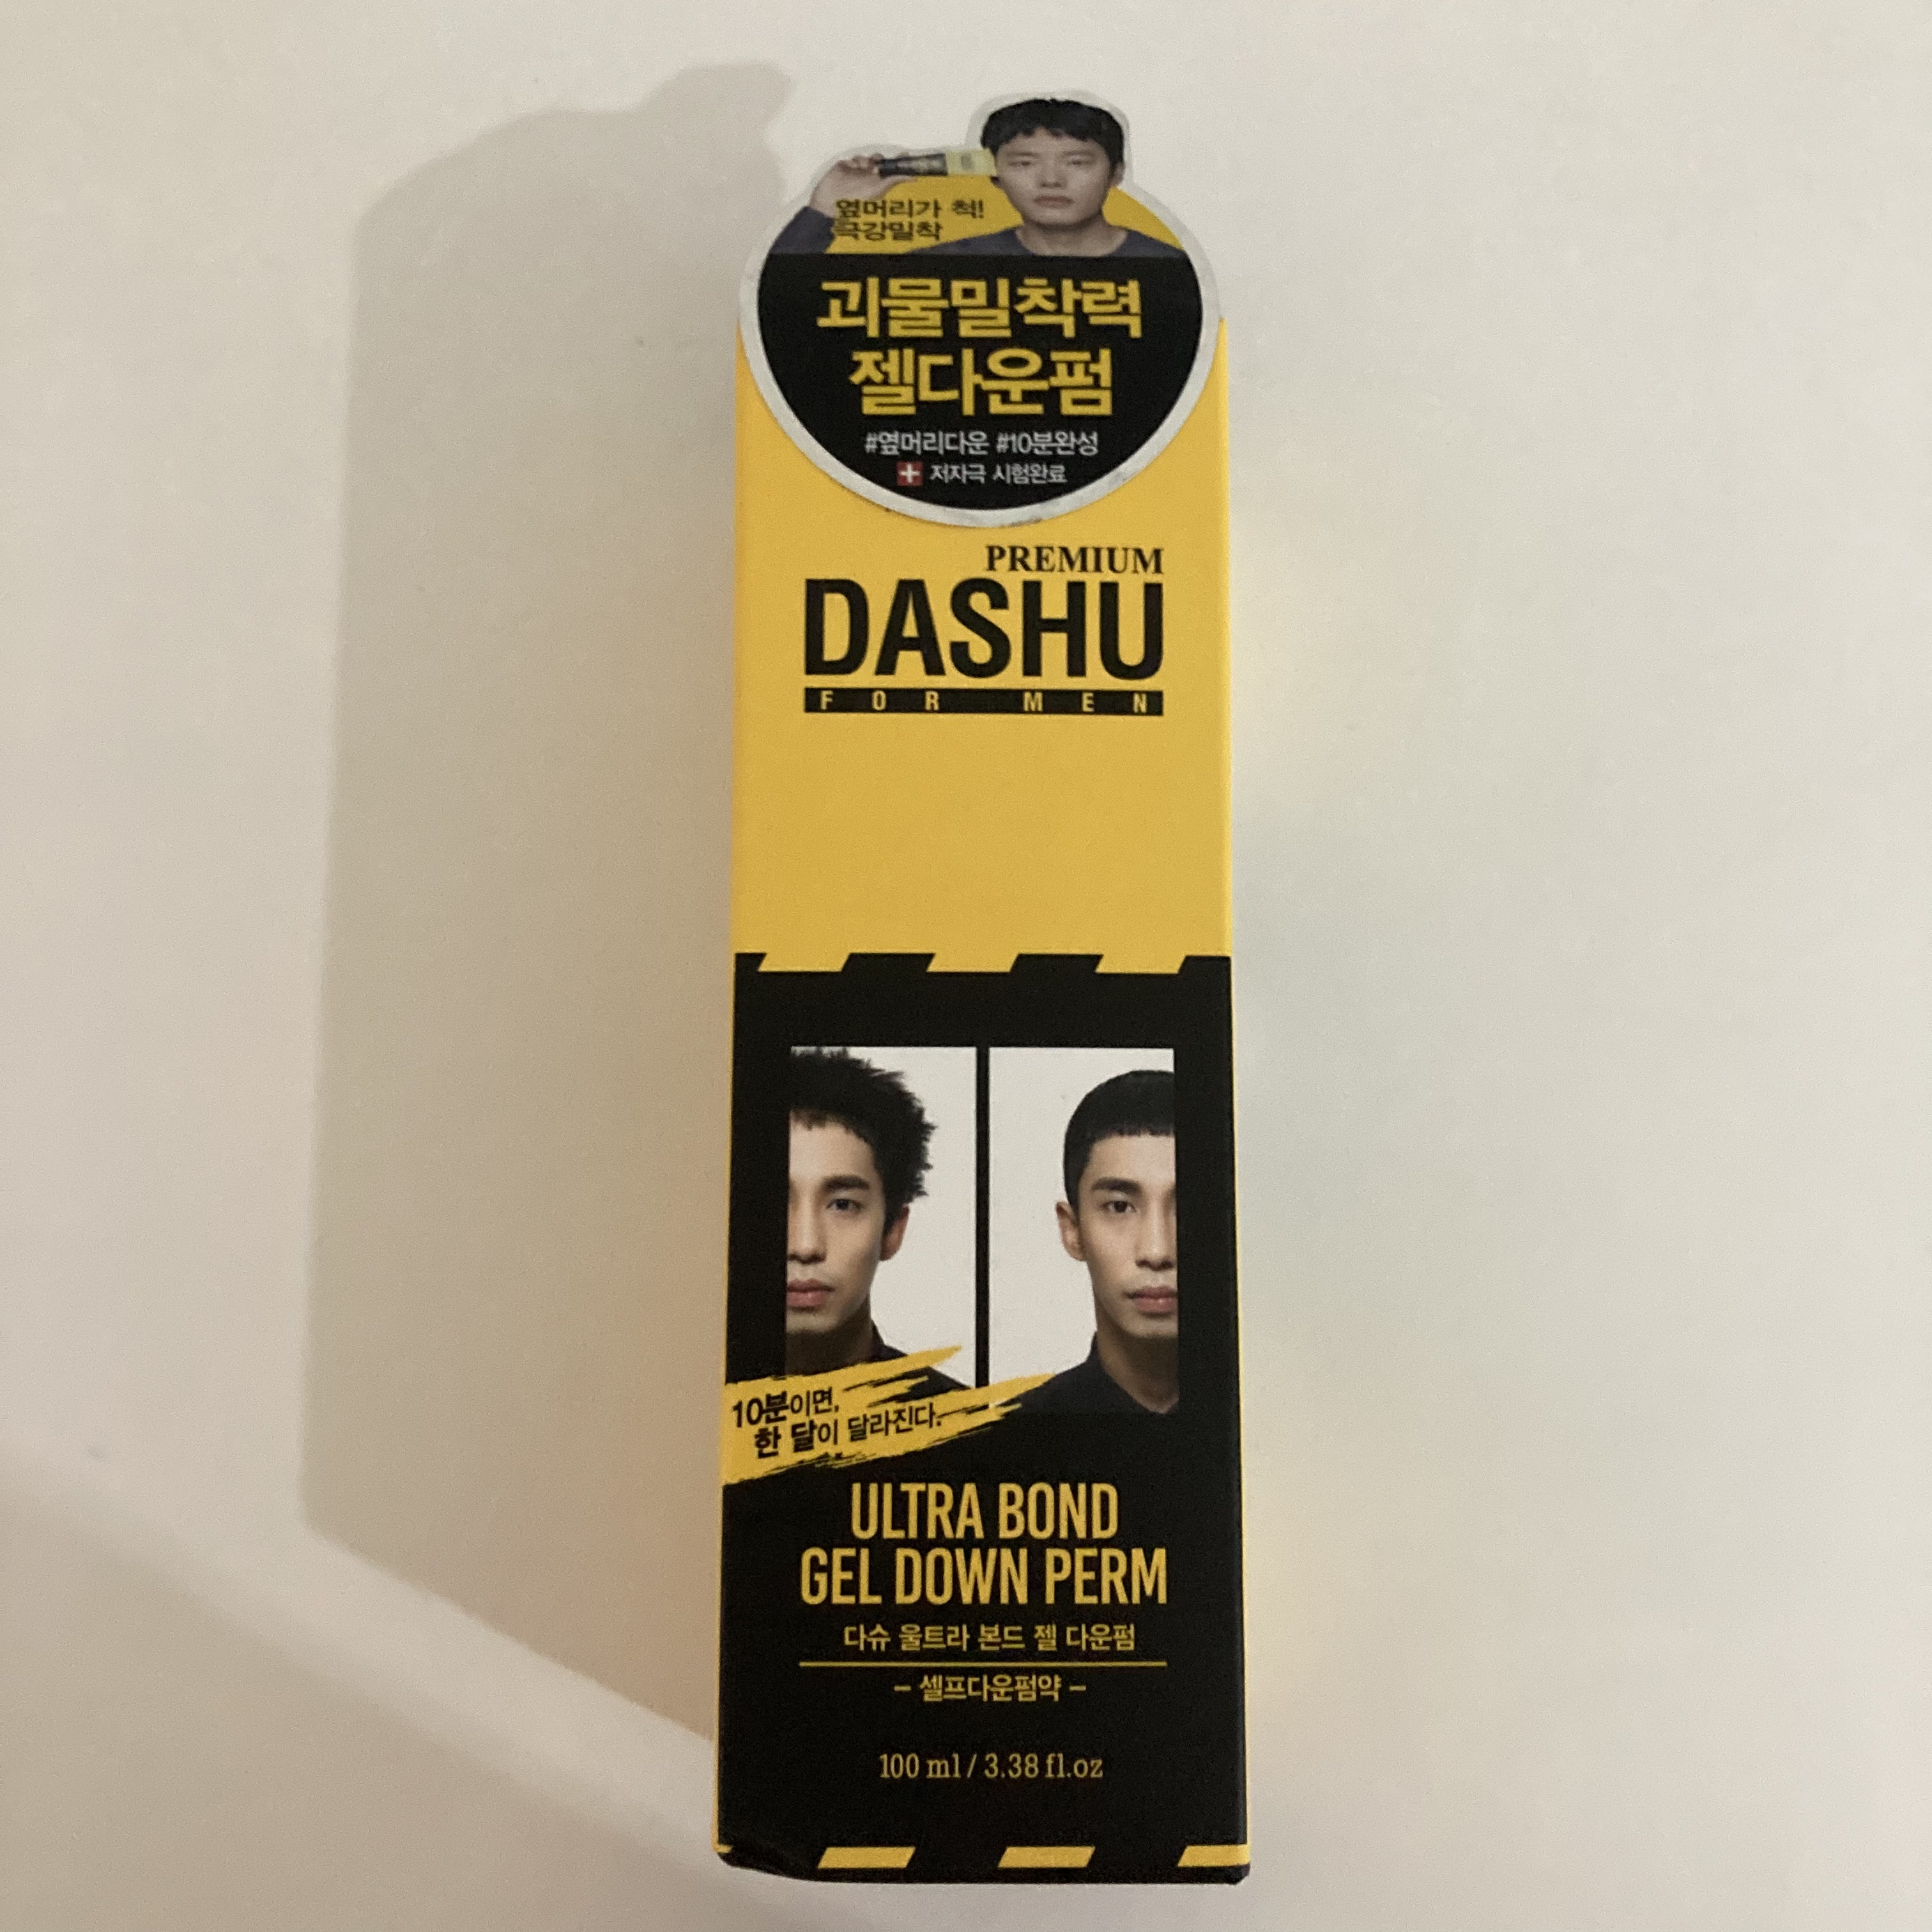 옆머리가 척!
극강밀착
괴물밀착력
젤다운펌
#옆머리다운 #10분완성
저자극 시험완료
PREMIUM
DASHU
FOR MEN
10분이면,
한 달이 달라진다.
ULTRA BOND
GEL DOWN PERM
다슈 울트라 본드 젤 다운펌
- 셀프다운펌약 -
100 ml / 3.38 fl.oz